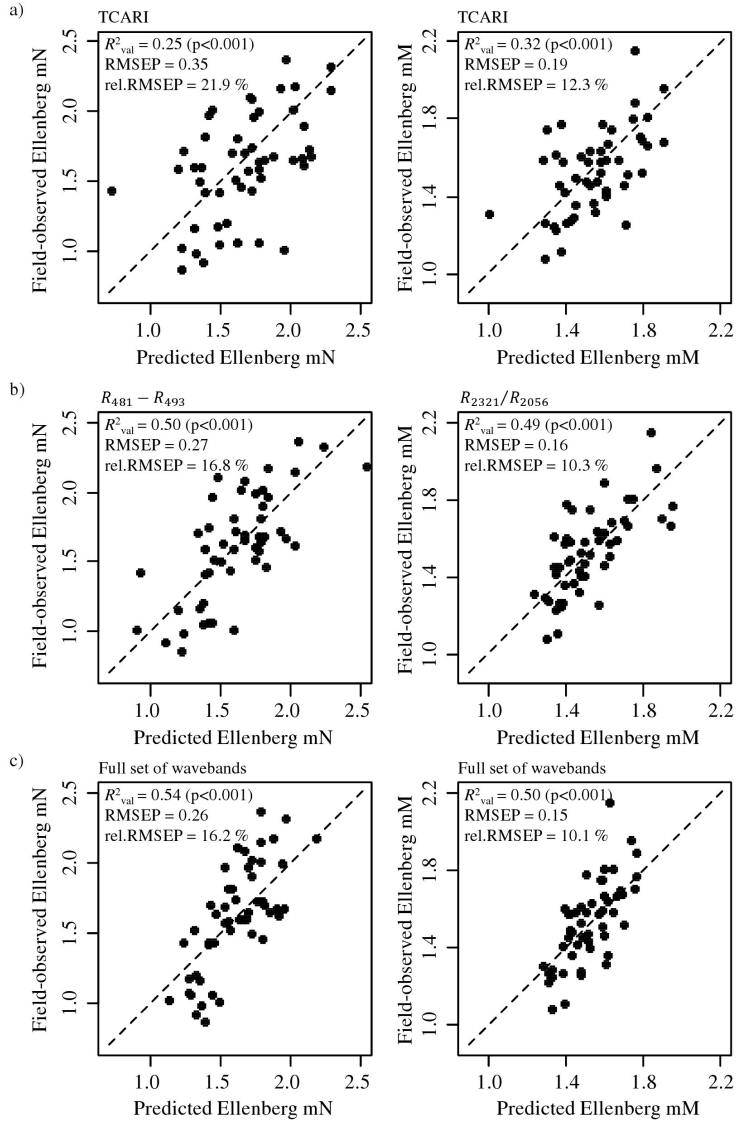 a)
TCARI
R²val = 0.25 (p<0.001)
RMSEP = 0.35
rel.RMSEP = 21.9 %
Field-observed Ellenberg mN
2.5
2.0
1.5
1.0
1.0 1.5 2.0 2.5
Predicted Ellenberg mN
TCARI
R²val = 0.32 (p<0.001)
RMSEP = 0.19
rel.RMSEP = 12.3 %
Field-observed Ellenberg mM
2.2
1.8
1.4
1.0
1.0 1.4 1.8 2.2
Predicted Ellenberg mM
b)
R481 − R493
R²val = 0.50 (p<0.001)
RMSEP = 0.27
rel.RMSEP = 16.8 %
Field-observed Ellenberg mN
2.5
2.0
1.5
1.0
1.0 1.5 2.0 2.5
Predicted Ellenberg mN
R2321/R2056
R²val = 0.49 (p<0.001)
RMSEP = 0.16
rel.RMSEP = 10.3 %
Field-observed Ellenberg mM
2.2
1.8
1.4
1.0
1.0 1.4 1.8 2.2
Predicted Ellenberg mM
c)
Full set of wavebands
R²val = 0.54 (p<0.001)
RMSEP = 0.26
rel.RMSEP = 16.2 %
Field-observed Ellenberg mN
2.5
2.0
1.5
1.0
1.0 1.5 2.0 2.5
Predicted Ellenberg mN
Full set of wavebands
R²val = 0.50 (p<0.001)
RMSEP = 0.15
rel.RMSEP = 10.1 %
Field-observed Ellenberg mM
2.2
1.8
1.4
1.0
1.0 1.4 1.8 2.2
Predicted Ellenberg mM